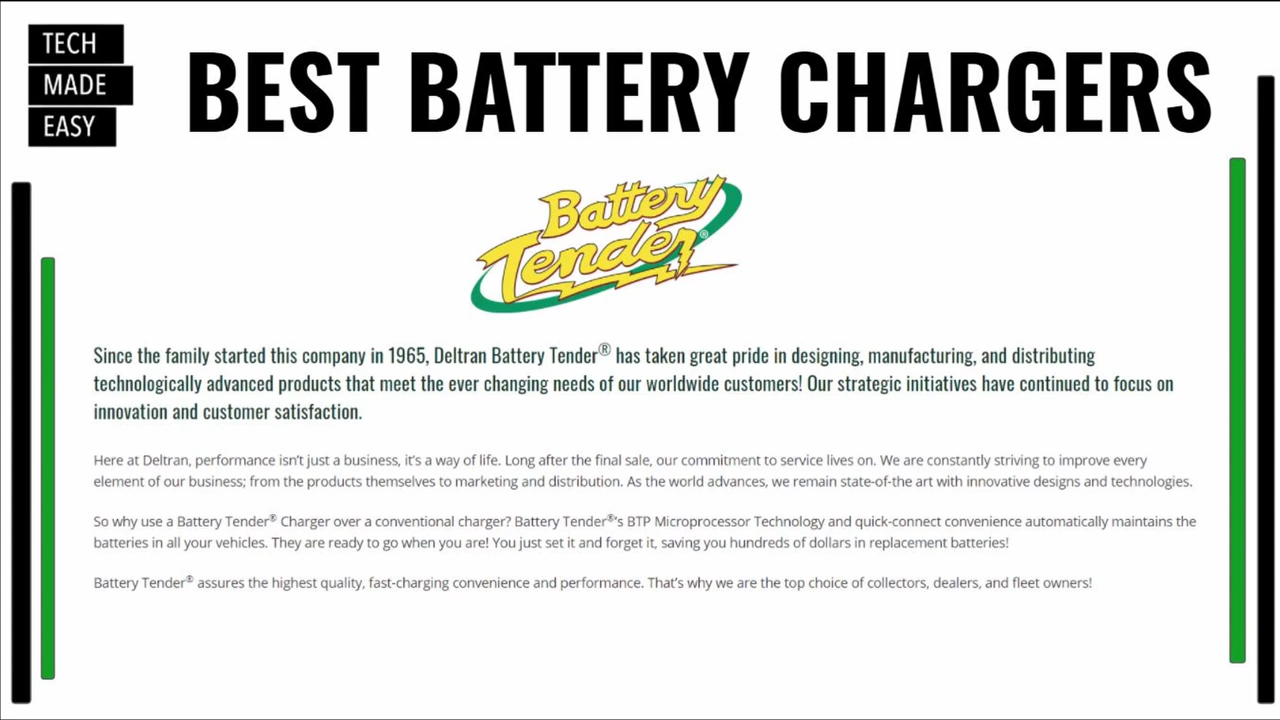 TECH
MADE
EASY
BEST BATTERY CHARGERS
Battery
Tender®
Since the family started this company in 1965, Deltran Battery Tender® has taken great pride in designing, manufacturing, and distributing
technologically advanced products that meet the ever changing needs of our worldwide customers! Our strategic initiatives have continued to focus on
innovation and customer satisfaction.
Here at Deltran, performance isn't just a business, it's a way of life. Long after the final sale, our commitment to service lives on. We are constantly striving to improve every
element of our business; from the products themselves to marketing and distribution. As the world advances, we remain state-of-the art with innovative designs and technologies.
So why use a Battery Tender® Charger over a conventional charger? Battery Tender®'s BTP Microprocessor Technology and quick-connect convenience automatically maintains the
batteries in all your vehicles. They are ready to go when you are! You just set it and forget it, saving you hundreds of dollars in replacement batteries!
Battery Tender® assures the highest quality, fast-charging convenience and performance. That's why we are the top choice of collectors, dealers, and fleet owners!